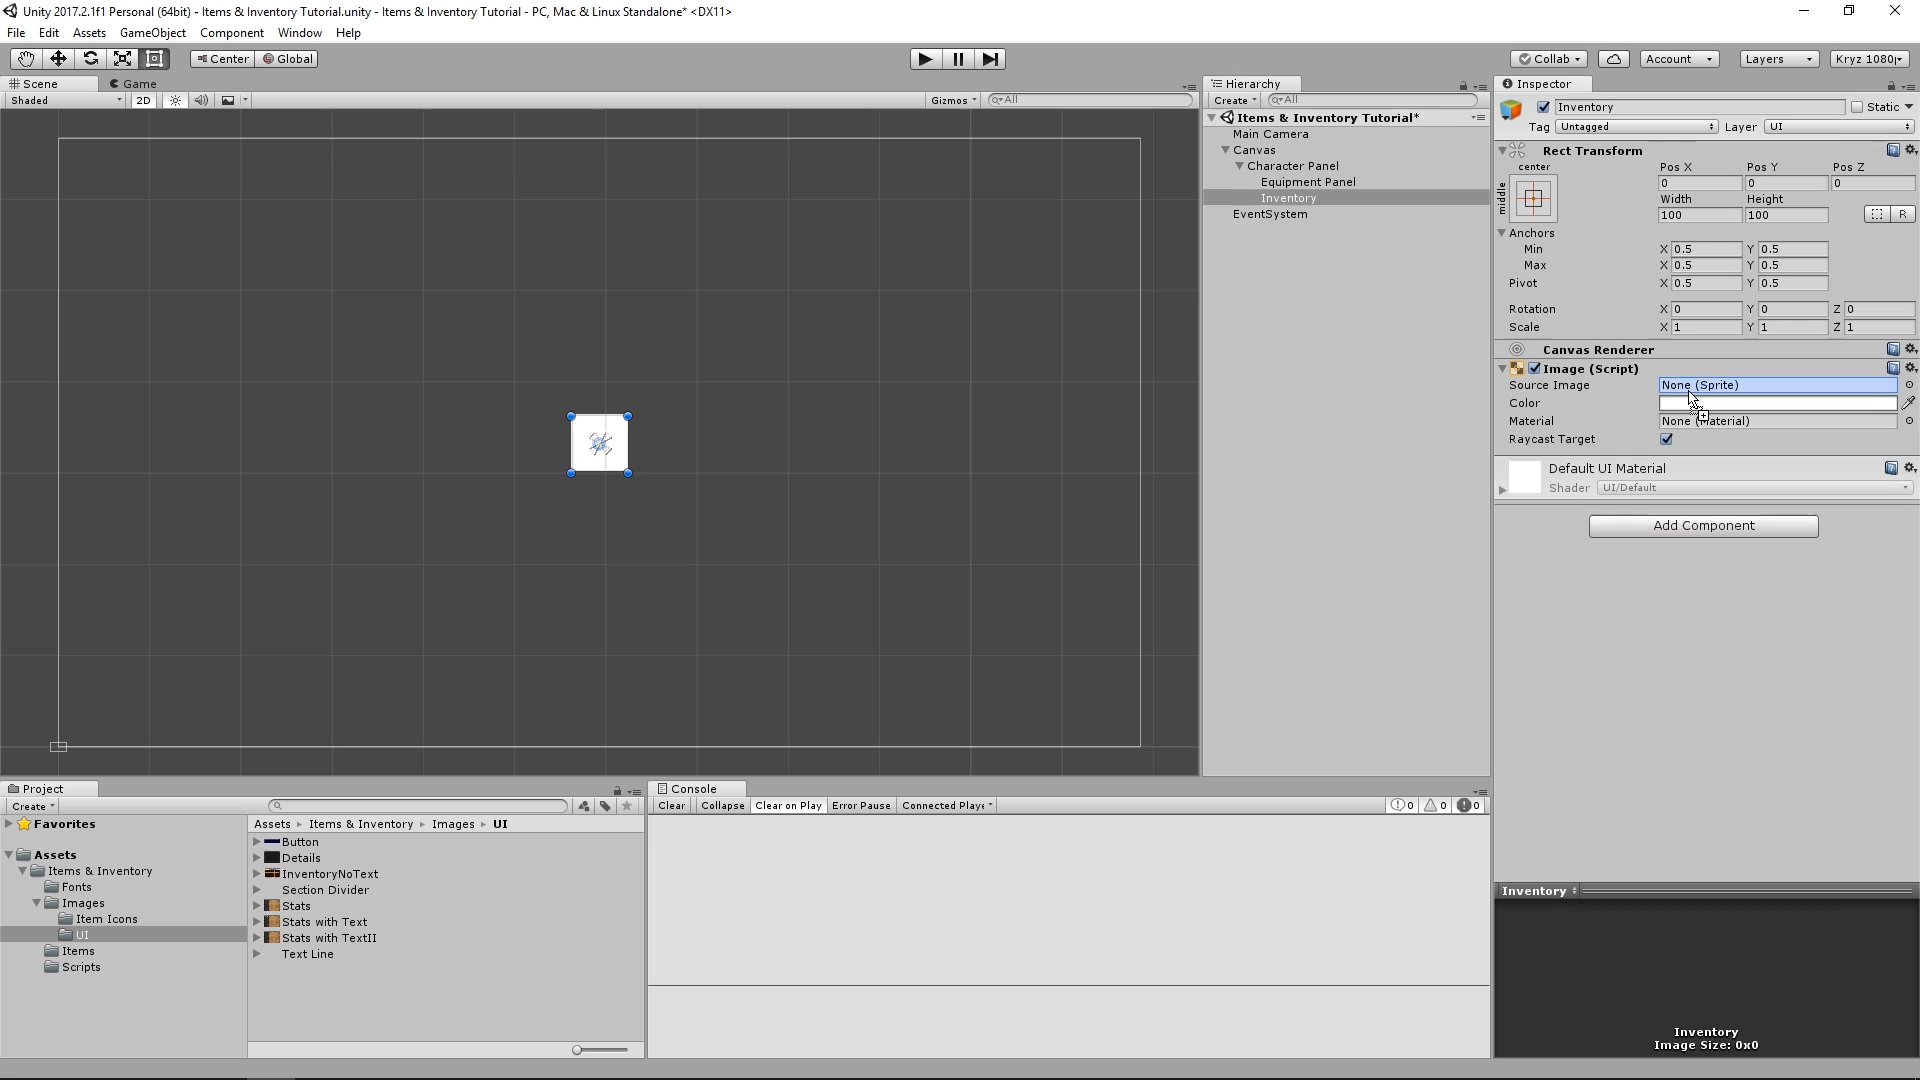 Unity 2017.2.1f1 Personal (64bit) - Items & Inventory Tutorial.unity - Items & Inventory Tutorial - PC, Mac & Linux Standalone* <DX11>
File Edit Assets GameObject Component Window Help
Center Global Collab Account Layers Kryz 1080p
Scene Game
Shaded 2D Gizmos All
Hierarchy
Create All
Items & Inventory Tutorial*
Main Camera
Canvas
Character Panel
Equipment Panel
Inventory
EventSystem
Inspector
Inventory Static
Tag Untagged Layer UI
Rect Transform
center Pos X Pos Y Pos Z
middle 0 0 0
Width Height
100 100 R
Anchors
Min X 0.5 Y 0.5
Max X 0.5 Y 0.5
Pivot X 0.5 Y 0.5
Rotation X 0 Y 0 Z 0
Scale X 1 Y 1 Z 1
Canvas Renderer
Image (Script)
Source Image None (Sprite)
Color
Material None (Material)
Raycast Target
Default UI Material
Shader UI/Default
Add Component
Inventory
Inventory
Image Size: 0x0
Project
Create
Favorites
Assets
Items & Inventory
Fonts
Images
Item Icons
UI
Items
Scripts
Assets Items & Inventory Images UI
Button
Details
InventoryNoText
Section Divider
Stats
Stats with Text
Stats with TextII
Text Line
Console
Clear Collapse Clear on Play Error Pause Connected Playe 0 0 0